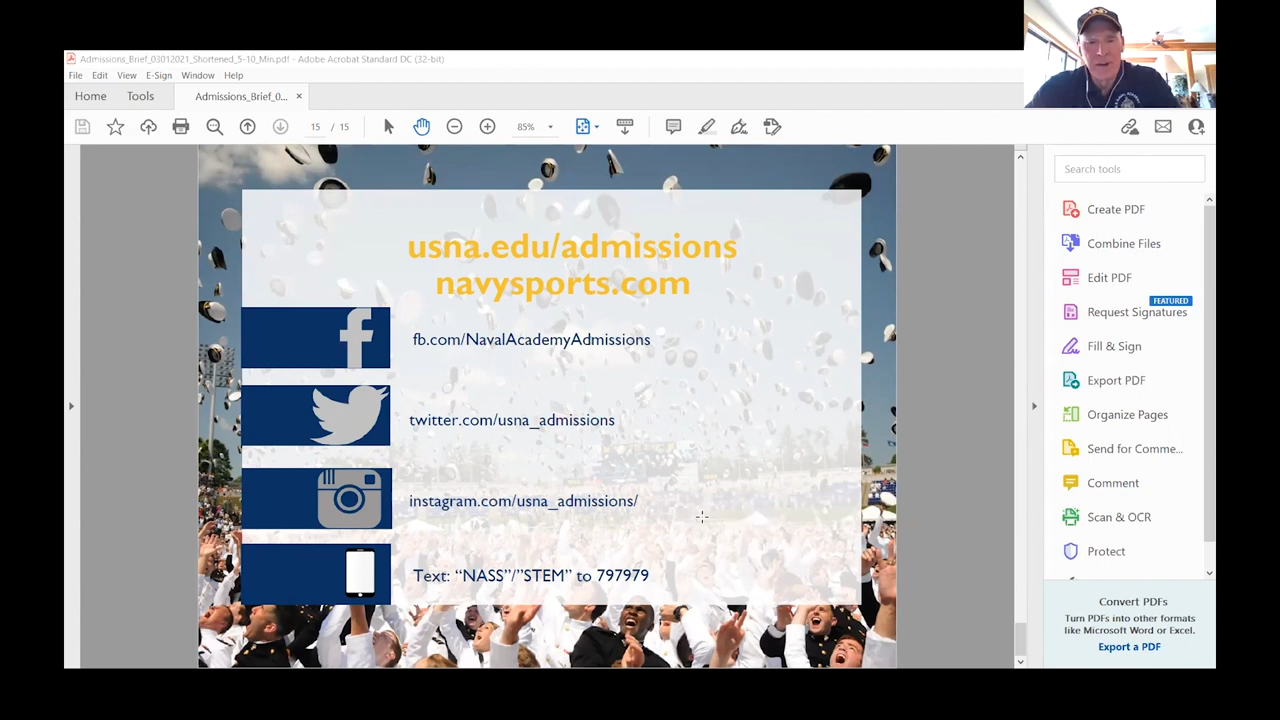 Admissions_Brief_03012021_Shortened_5-10_Min.pdf - Adobe Acrobat Standard DC (32-bit)
File Edit View E-Sign Window Help
Home Tools Admissions_Brief_0... ×
15 / 15 85%
Search tools
usna.edu/admissions
navysports.com
fb.com/NavalAcademyAdmissions
twitter.com/usna_admissions
instagram.com/usna_admissions/
Text: “NASS”/”STEM” to 797979
Create PDF
Combine Files
Edit PDF
FEATURED
Request Signatures
Fill & Sign
Export PDF
Organize Pages
Send for Comme...
Comment
Scan & OCR
Protect
Convert PDFs
Turn PDFs into other formats
like Microsoft Word or Excel.
Export a PDF